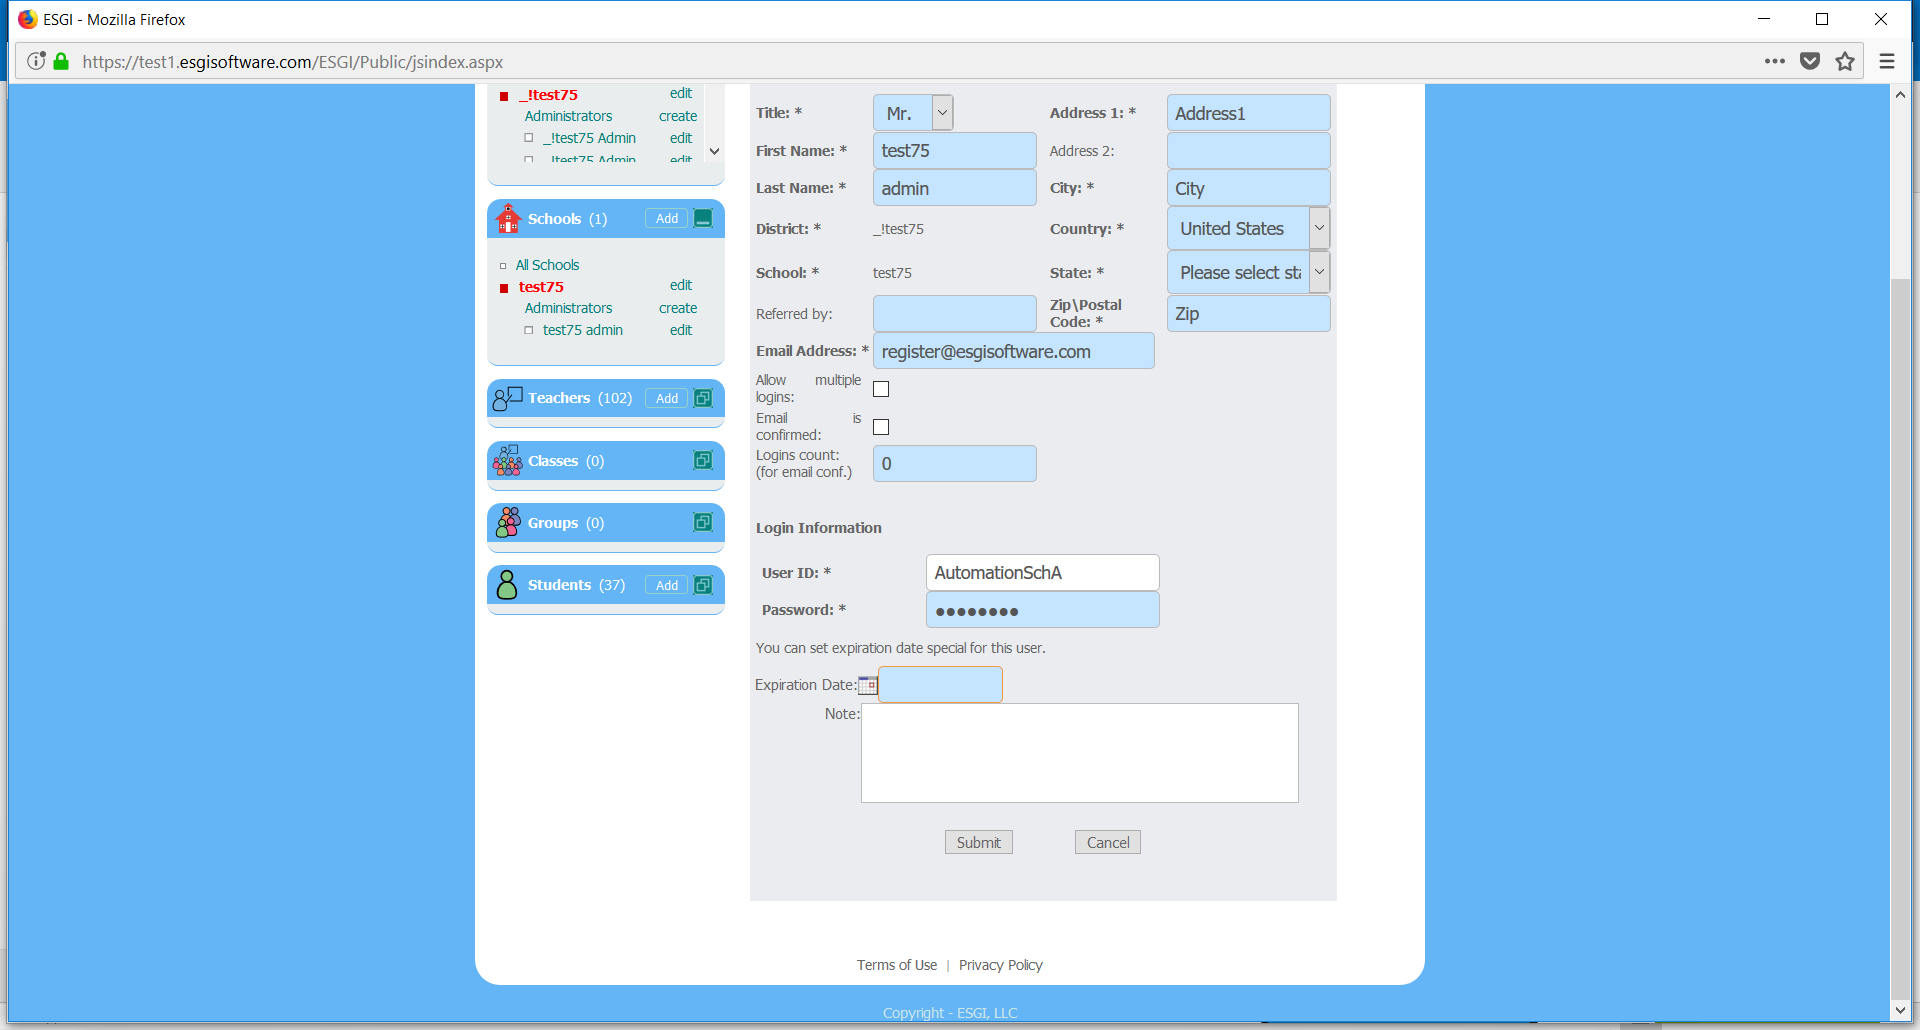 ESGI - Mozilla Firefox
https://test1.esgisoftware.com/ESGI/Public/jsindex.aspx
_!test75 edit
Administrators create
_!test75 Admin edit
_!test75 Admin edit
Schools (1) Add
All Schools
test75 edit
Administrators create
test75 admin edit
Teachers (102) Add
Classes (0)
Groups (0)
Students (37) Add
Title: * Mr. Address 1: * Address1
First Name: * test75 Address 2:
Last Name: * admin City: * City
District: * _!test75 Country: * United States
School: * test75 State: * Please select sta
Referred by: Zip\Postal
Code: * Zip
Email Address: * register@esgisoftware.com
Allow multiple
logins:
Email is
confirmed:
Logins count:
(for email conf.) 0
Login Information
User ID: * AutomationSchA
Password: * ●●●●●●●●
You can set expiration date special for this user.
Expiration Date:
Note:
Submit Cancel
Terms of Use | Privacy Policy
Copyright - ESGI, LLC